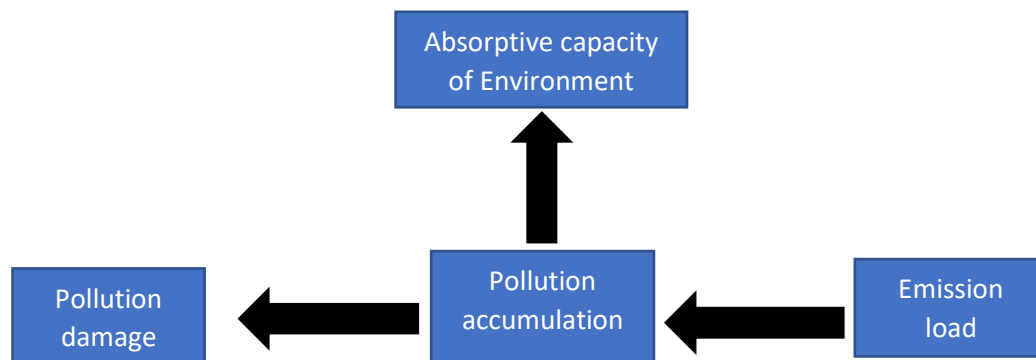 Absorptive capacity
of Environment
Pollution
damage
Pollution
accumulation
Emission
load